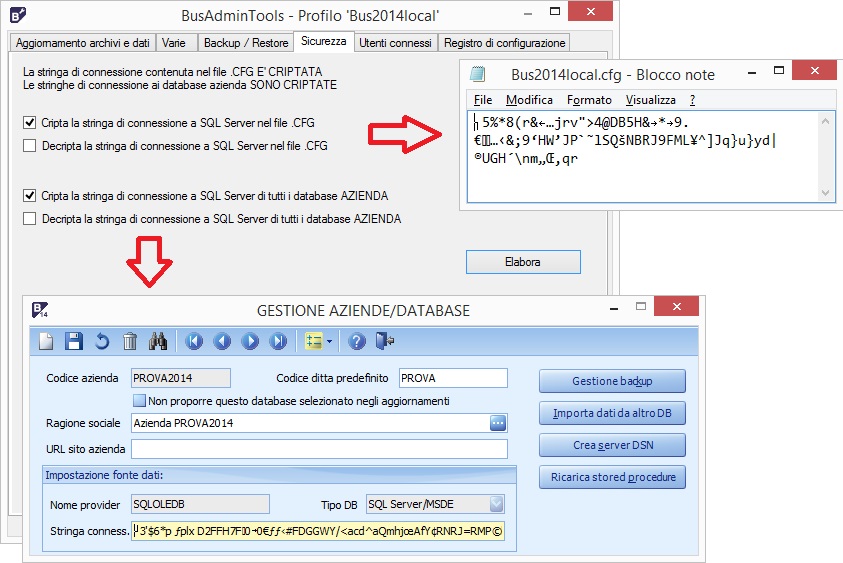 BusAdminTools - Profilo 'Bus2014local'
Aggiornamento archivi e dati
Varie
Backup / Restore
Sicurezza
Utenti connessi
Registro di configurazione
La stringa di connessione contenuta nel file .CFG E' CRIPTATA
Le stringhe di connessione ai database azienda SONO CRIPTATE
Cripta la stringa di connessione a SQL Server nel file .CFG
Decripta la stringa di connessione a SQL Server nel file .CFG
Cripta la stringa di connessione a SQL Server di tutti i database AZIENDA
Decripta la stringa di connessione a SQL Server di tutti i database AZIENDA
Elabora
Bus2014local.cfg - Blocco note
File Modifica Formato Visualizza ?
5%*8(r&←…jrv">4@DB5H&→*→9.
…‹&;9‘HW’JP`˜lSQšNBRJ9FML¥^]Jq}u}yd|
®UGH´\nm„Œ,qr
14
GESTIONE AZIENDE/DATABASE
Codice azienda
PROVA2014
Codice ditta predefinito
PROVA
Non proporre questo database selezionato negli aggiornamenti
Ragione sociale
Azienda PROVA2014
URL sito azienda
Impostazione fonte dati:
Nome provider
SQLOLEDB
Tipo DB
SQL Server/MSDE
Stringa conness.
3'$6*p ƒplx D2FFH7F→0€ƒƒ‹#FDGGWY/<acd^aQmhjœAfY¢RNRJ=RMP©
Gestione backup
Importa dati da altro DB
Crea server DSN
Ricarica stored procedure